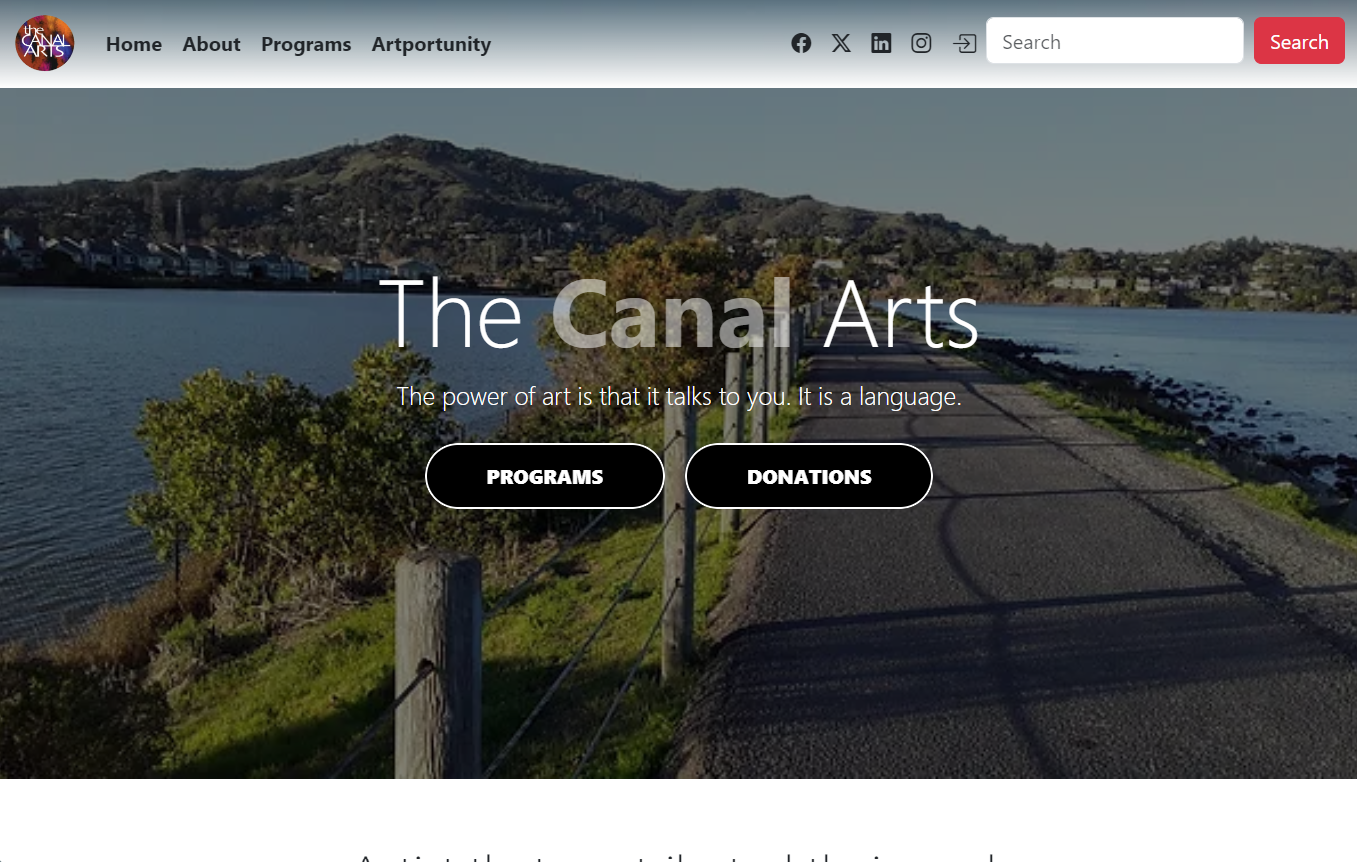 the
CANAL
ARTS
Home About Programs Artportunity
Search Search
The Canal Arts
The power of art is that it talks to you. It is a language.
PROGRAMS DONATIONS